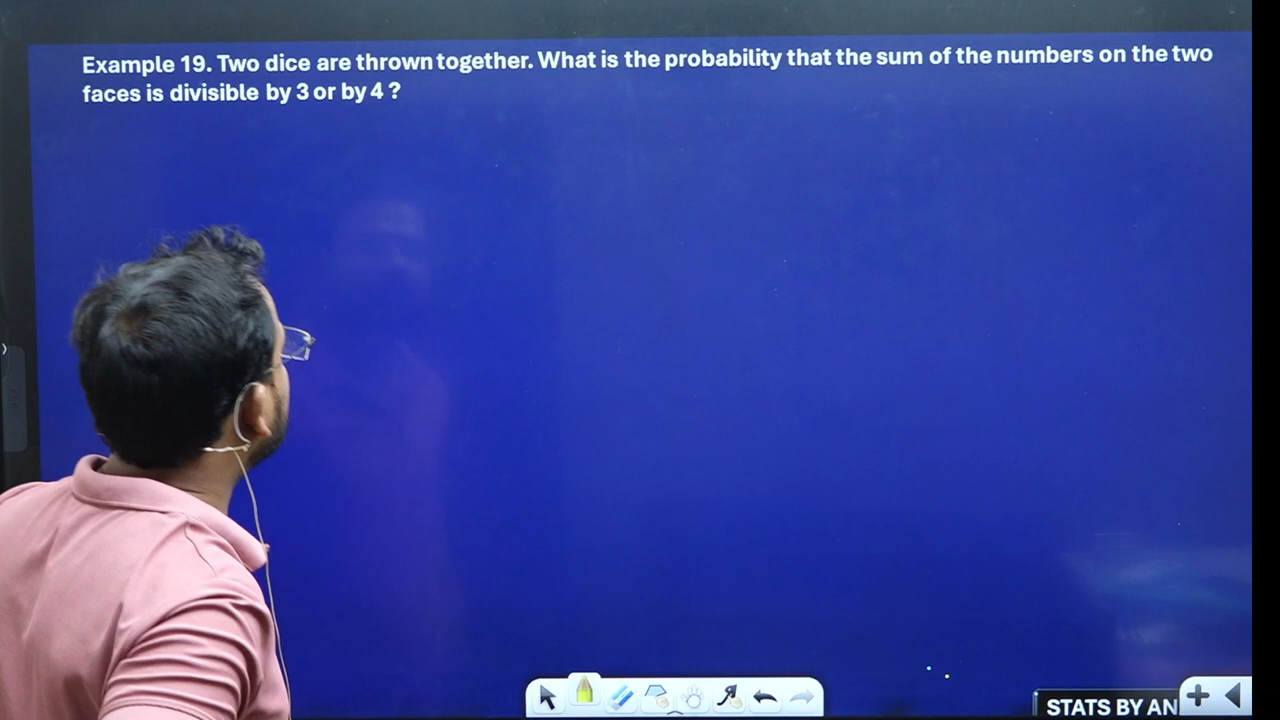 Example 19. Two dice are thrown together. What is the probability that the sum of the numbers on the two
faces is divisible by 3 or by 4 ?
STATS BY AN